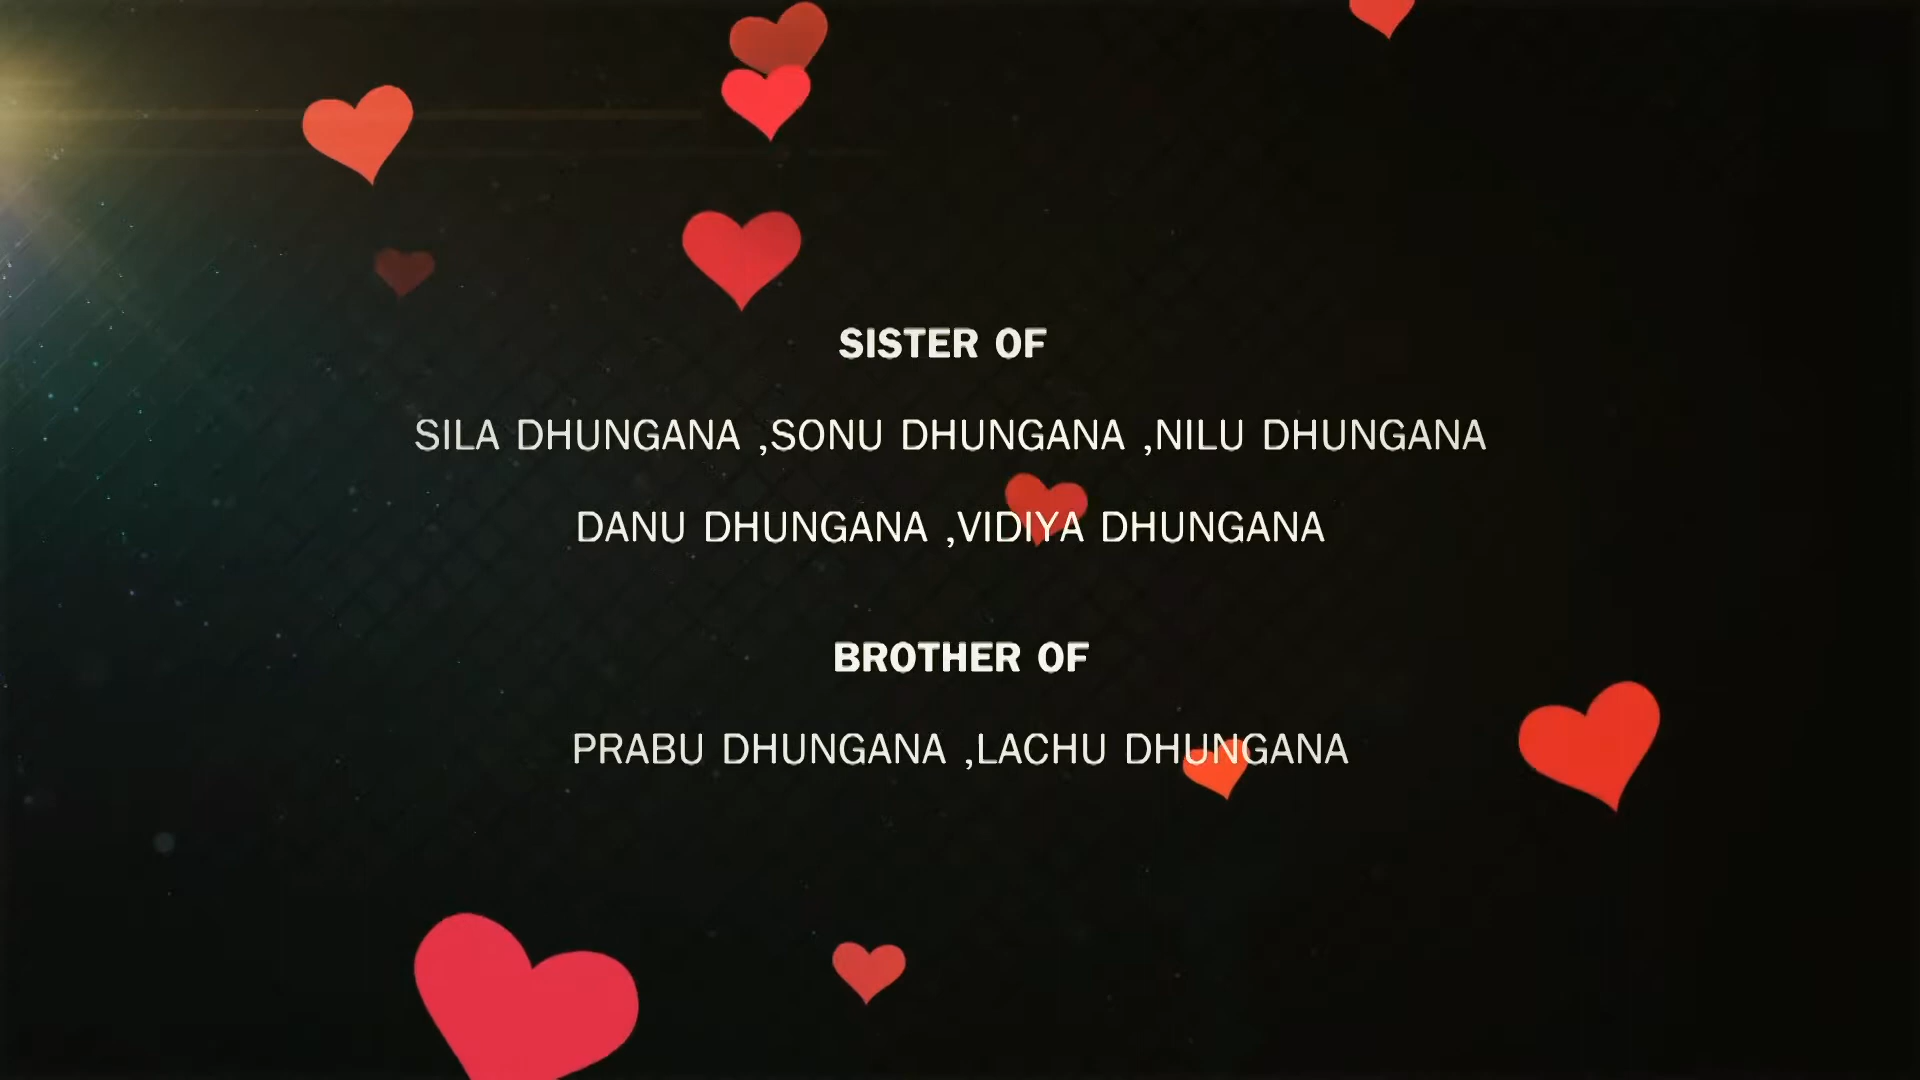 SISTER OF
SILA DHUNGANA ,SONU DHUNGANA ,NILU DHUNGANA
DANU DHUNGANA ,VIDIYA DHUNGANA
BROTHER OF
PRABU DHUNGANA ,LACHU DHUNGANA